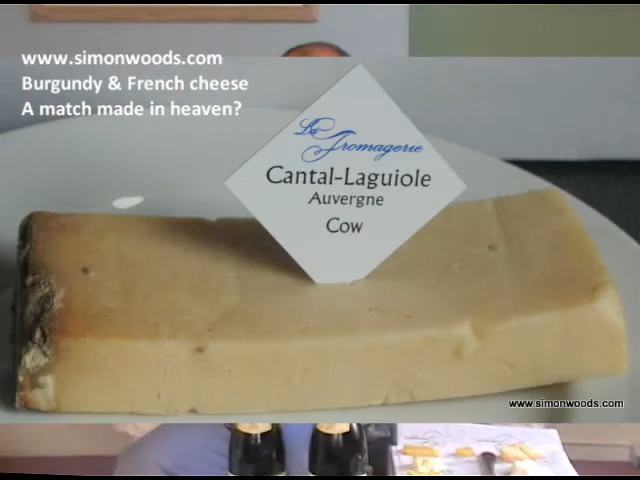 www.simonwoods.com
Burgundy & French cheese
A match made in heaven?
La Fromagerie
Cantal-Laguiole
Auvergne
Cow
www.simonwoods.com